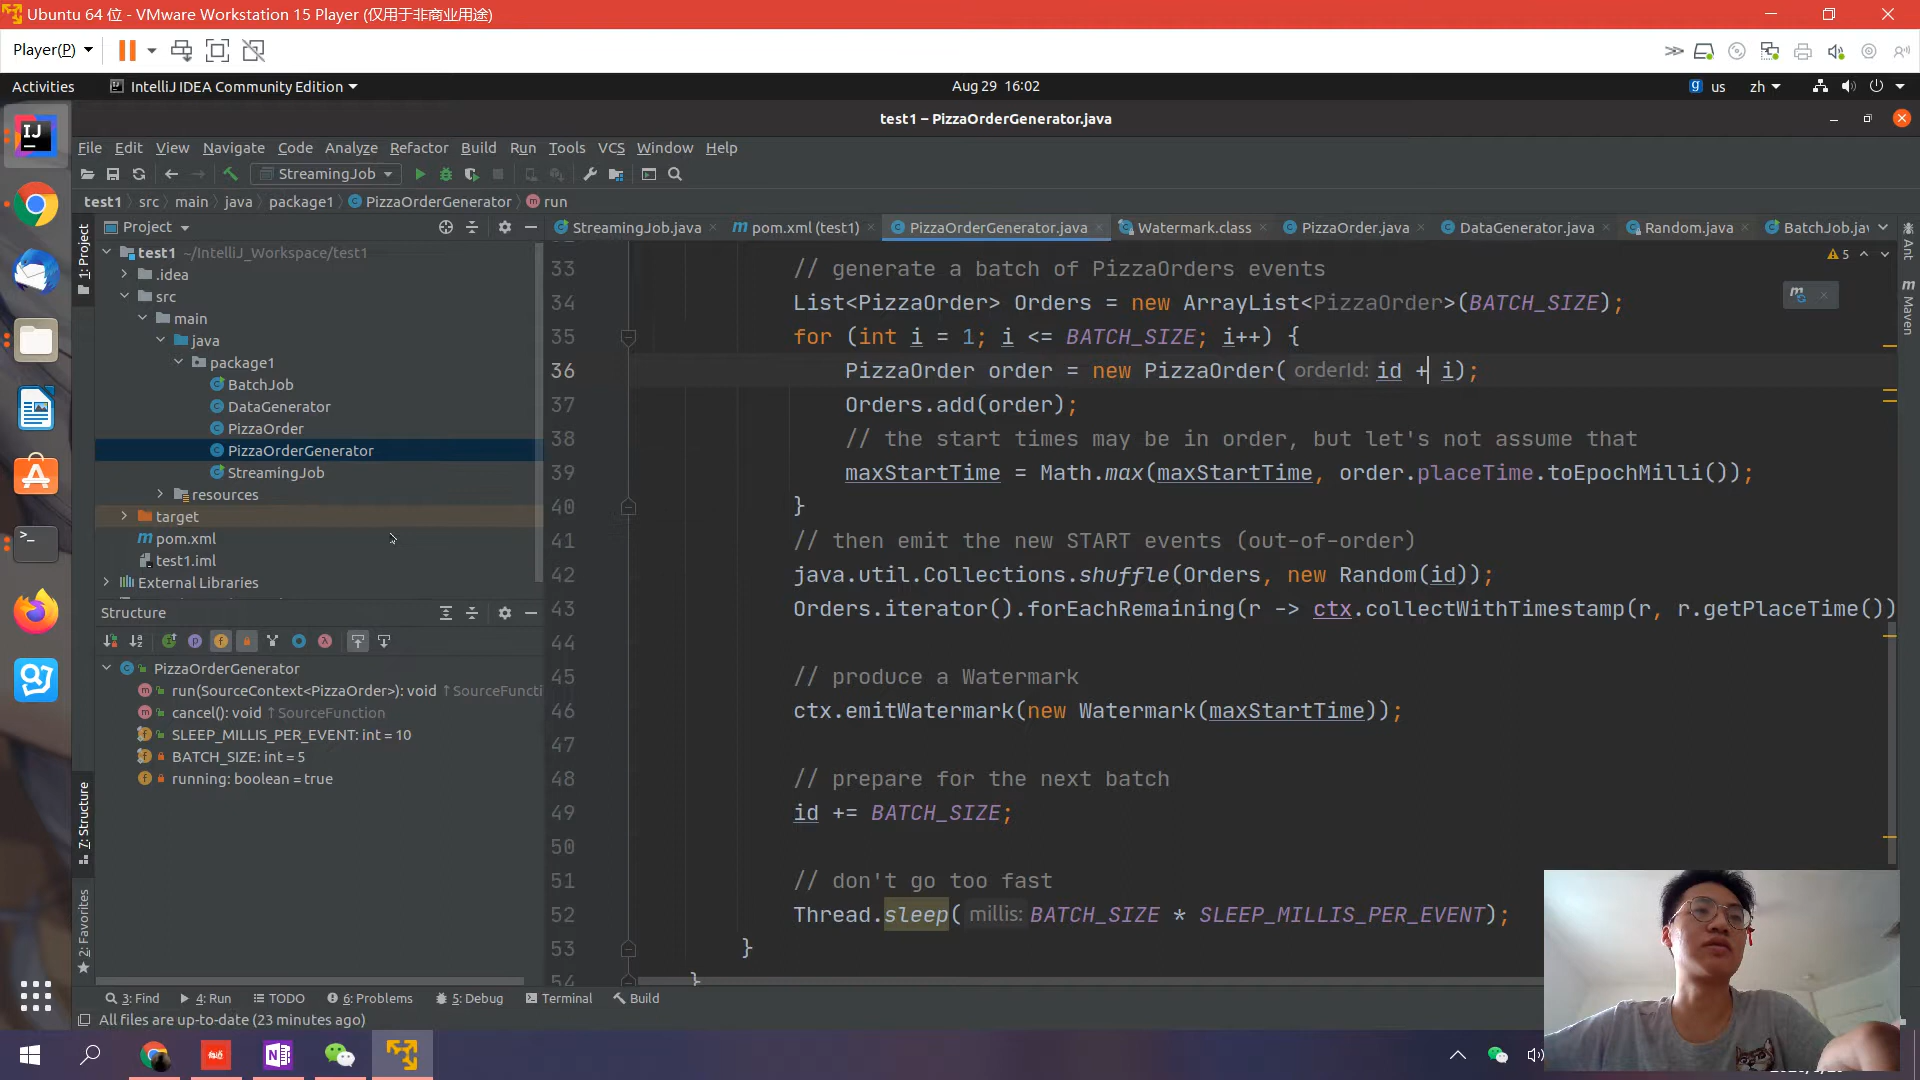 Ubuntu 64 位 - VMware Workstation 15 Player (仅用于非商业用途)
Player(P)
Activities
IntelliJ IDEA Community Edition
Aug 29 16:02
us
zh
test1 – PizzaOrderGenerator.java
File Edit View Navigate Code Analyze Refactor Build Run Tools VCS Window Help
StreamingJob
test1 src main java package1 PizzaOrderGenerator run
1: Project
Project
StreamingJob.java
pom.xml (test1)
PizzaOrderGenerator.java
Watermark.class
PizzaOrder.java
DataGenerator.java
Random.java
BatchJob.jav
Ant
Maven
test1 ~/IntelliJ_Workspace/test1
.idea
src
main
java
package1
BatchJob
DataGenerator
PizzaOrder
PizzaOrderGenerator
StreamingJob
resources
target
pom.xml
test1.iml
External Libraries
Structure
PizzaOrderGenerator
run(SourceContext<PizzaOrder>): void ↑SourceFuncti
cancel(): void ↑SourceFunction
SLEEP_MILLIS_PER_EVENT: int = 10
BATCH_SIZE: int = 5
running: boolean = true
7: Structure
2: Favorites
5
33 // generate a batch of PizzaOrders events
34 List<PizzaOrder> Orders = new ArrayList<PizzaOrder>(BATCH_SIZE);
35 for (int i = 1; i <= BATCH_SIZE; i++) {
36 PizzaOrder order = new PizzaOrder( orderId: id + i);
37 Orders.add(order);
38 // the start times may be in order, but let's not assume that
39 maxStartTime = Math.max(maxStartTime, order.placeTime.toEpochMilli());
40 }
41 // then emit the new START events (out-of-order)
42 java.util.Collections.shuffle(Orders, new Random(id));
43 Orders.iterator().forEachRemaining(r -> ctx.collectWithTimestamp(r, r.getPlaceTime())
44
45 // produce a Watermark
46 ctx.emitWatermark(new Watermark(maxStartTime));
47
48 // prepare for the next batch
49 id += BATCH_SIZE;
50
51 // don't go too fast
52 Thread.sleep( millis: BATCH_SIZE * SLEEP_MILLIS_PER_EVENT);
53 }
54 }
3: Find
4: Run
TODO
6: Problems
5: Debug
Terminal
Build
All files are up-to-date (23 minutes ago)